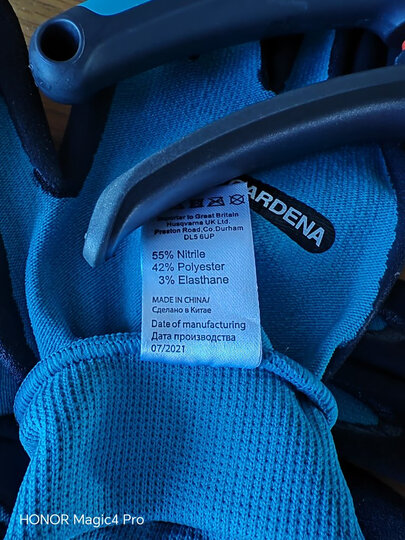 GARDENA
Importer to Great Britain
Husqvarna UK Ltd.
Preston Road, Co. Durham
DL5 6UP
55% Nitrile
42% Polyester
3% Elasthane
MADE IN CHINA/
Сделано в Китае
Date of manufacturing
Дата производства
07/2021
HONOR Magic4 Pro